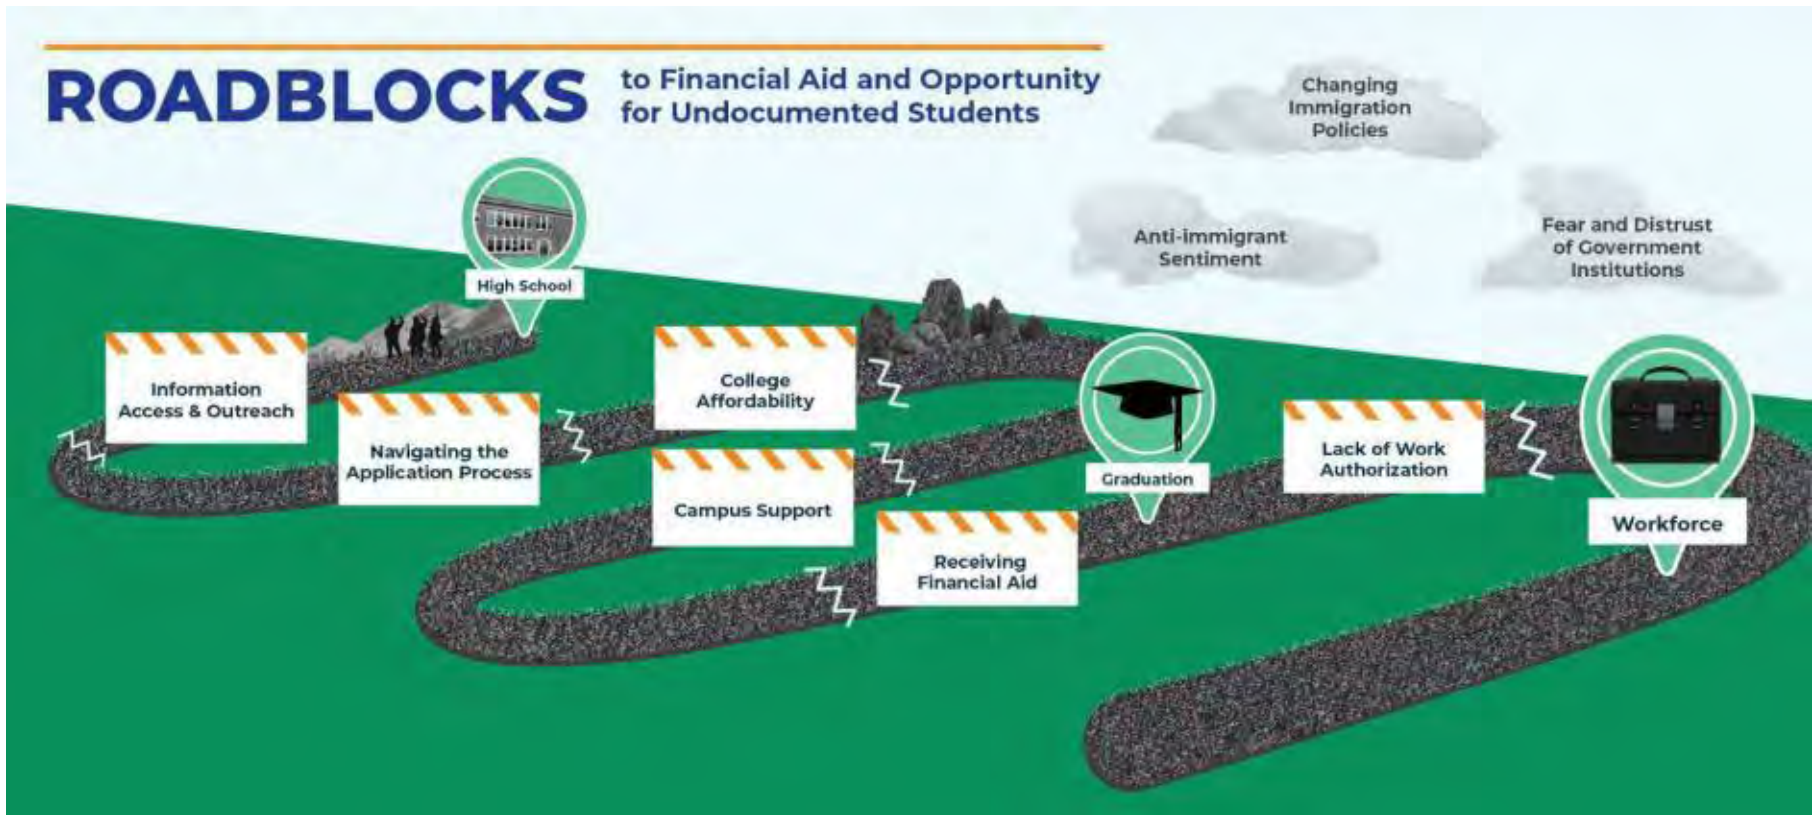 ROADBLOCKS
to Financial Aid and Opportunity
for Undocumented Students
Changing
Immigration
Policies
Anti-immigrant
Sentiment
Fear and Distrust
of Government
Institutions
High School
Information
Access & Outreach
Navigating the
Application Process
College
Affordability
Campus Support
Receiving
Financial Aid
Graduation
Lack of Work
Authorization
Workforce